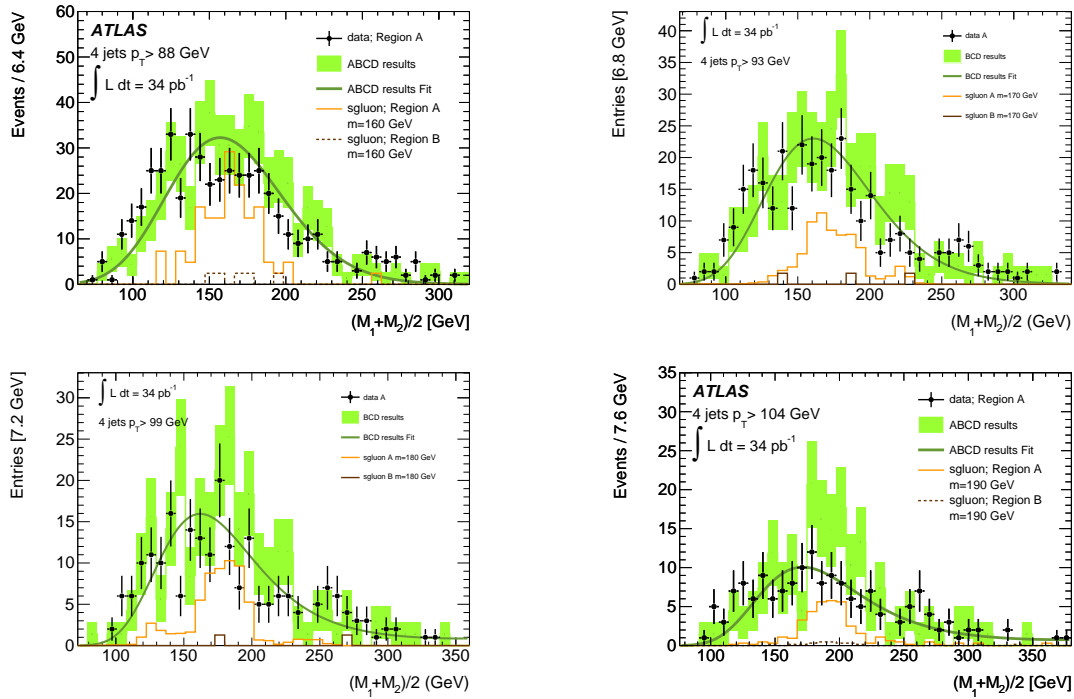 Events / 6.4 GeV
60
50
40
30
20
10
0
ATLAS
4 jets p_T > 88 GeV
∫ L dt = 34 pb⁻¹
data; Region A
ABCD results
ABCD results Fit
sgluon; Region A
m=160 GeV
sgluon; Region B
m=160 GeV
100 150 200 250 300
(M₁+M₂)/2 [GeV]
Entries [6.8 GeV]
40
35
30
25
20
15
10
5
0
∫ L dt = 34 pb⁻¹
4 jets p_T > 93 GeV
data A
BCD results
BCD results Fit
sgluon A m=170 GeV
sgluon B m=170 GeV
100 150 200 250 300
(M₁+M₂)/2 (GeV)
Entries [7.2 GeV]
30
25
20
15
10
5
0
∫ L dt = 34 pb⁻¹
4 jets p_T > 99 GeV
data A
BCD results
BCD results Fit
sgluon A m=180 GeV
sgluon B m=180 GeV
100 150 200 250 300 350
(M₁+M₂)/2 (GeV)
Events / 7.6 GeV
35
30
25
20
15
10
5
0
ATLAS
4 jets p_T > 104 GeV
∫ L dt = 34 pb⁻¹
data; Region A
ABCD results
ABCD results Fit
sgluon; Region A
m=190 GeV
sgluon; Region B
m=190 GeV
100 150 200 250 300 350
(M₁+M₂)/2 [GeV]